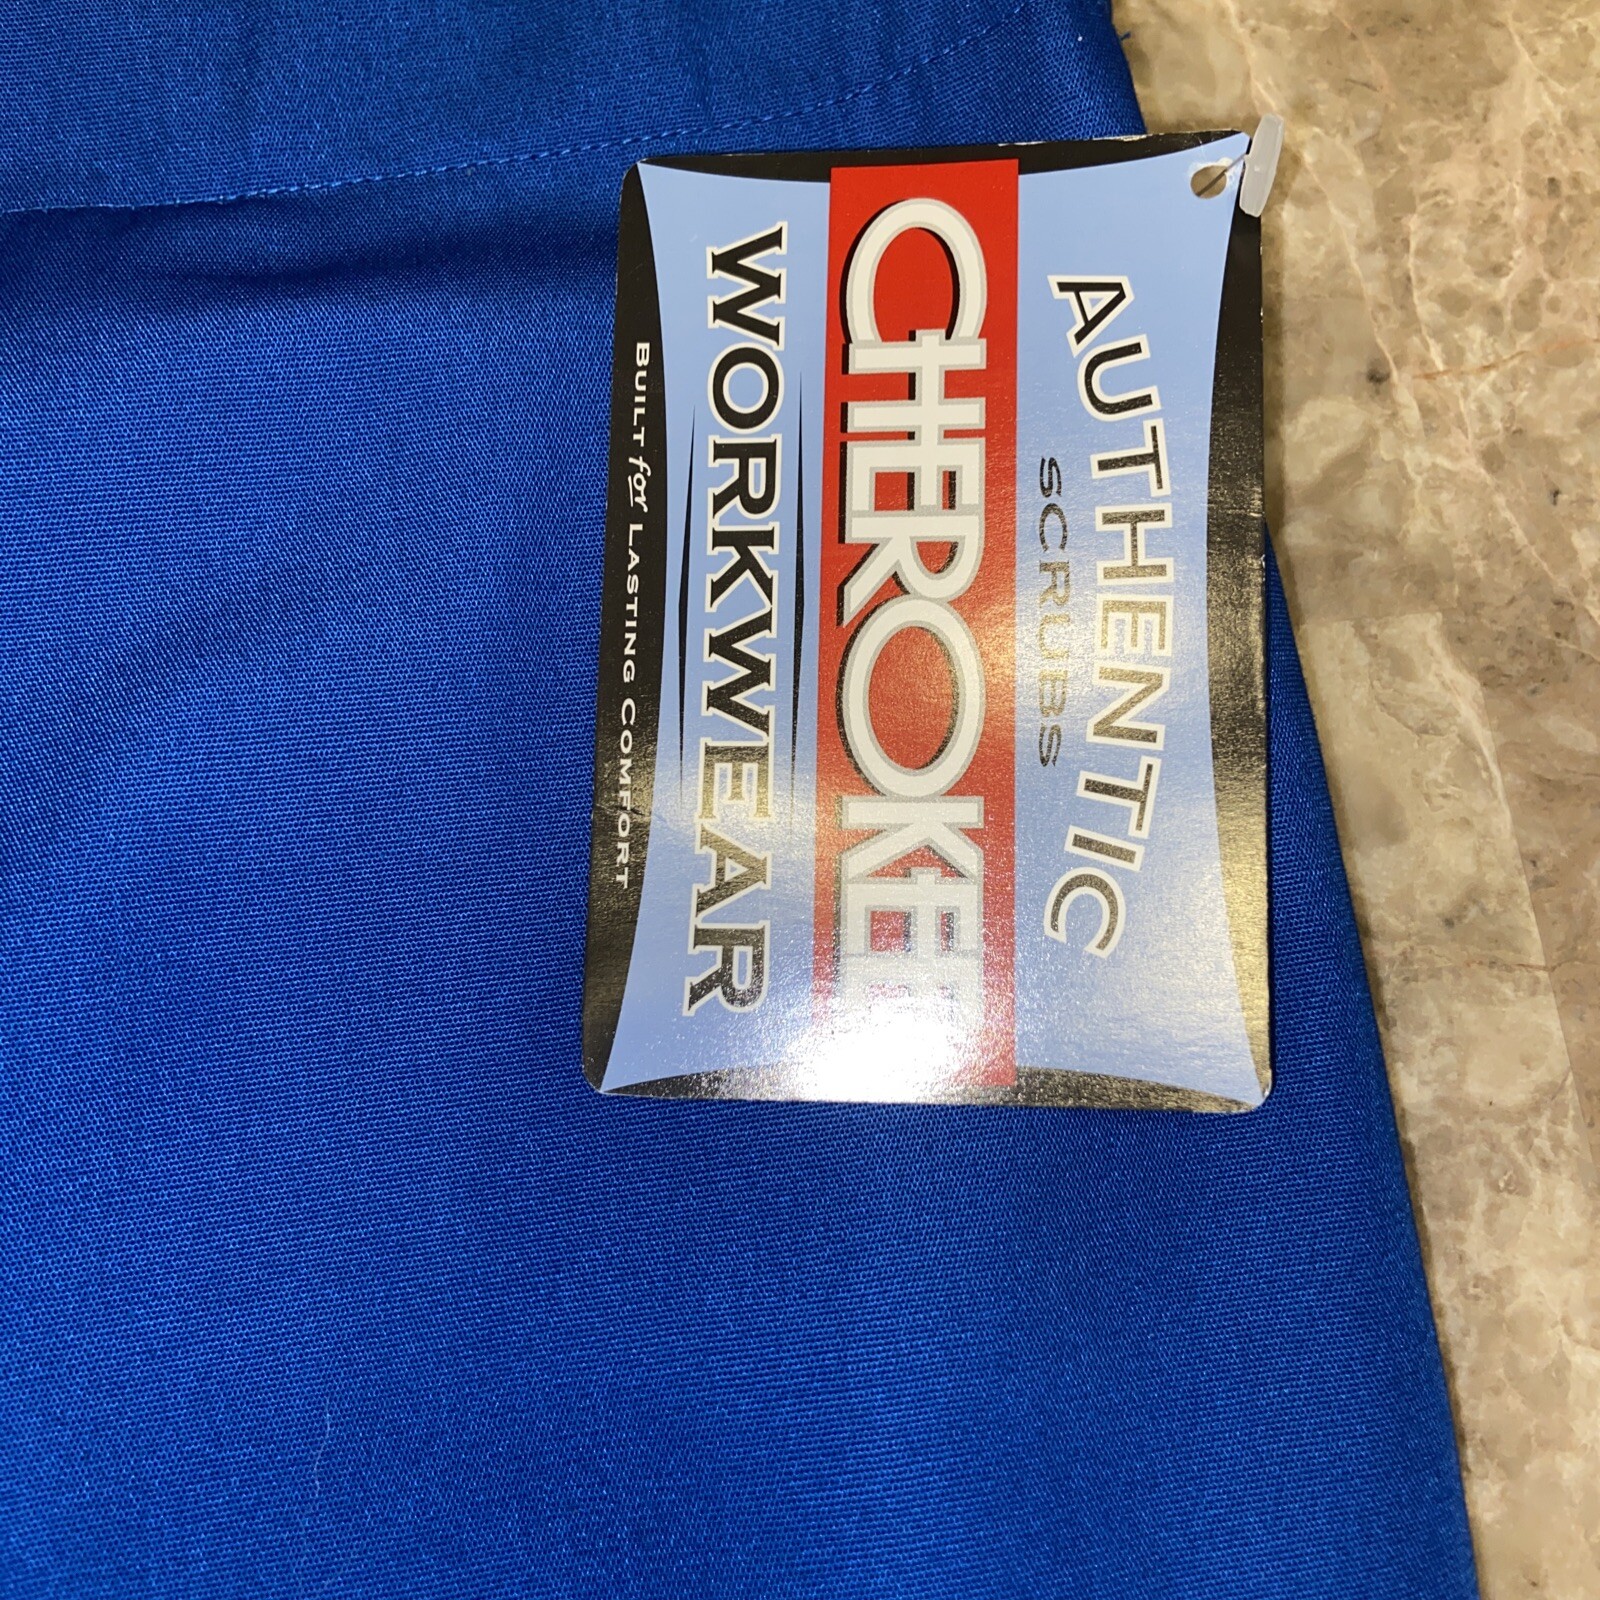 AUTHENTIC
SCRUBS
CHEROKEE
WORKWEAR
BUILT for LASTING COMFORT